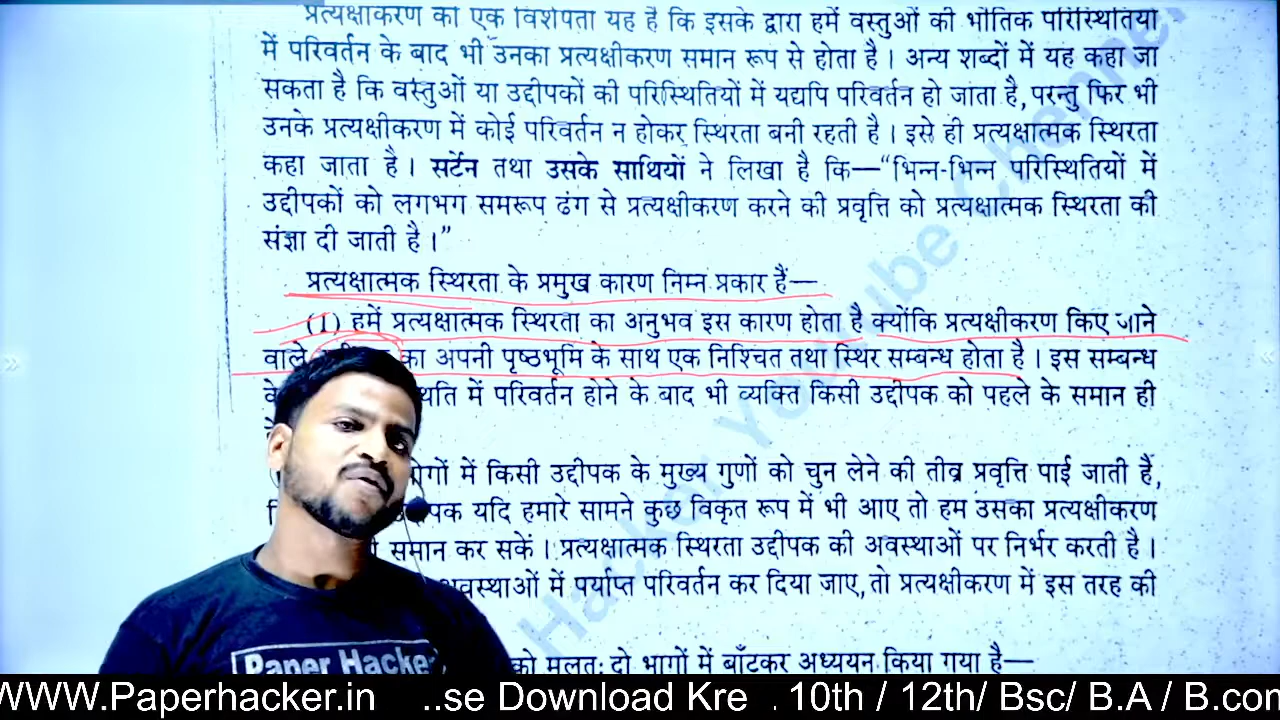 प्रत्यक्षीकरण की एक विशेषता यह है कि इसके द्वारा हमें वस्तुओं की भौतिक परिस्थितियों
में परिवर्तन के बाद भी उनका प्रत्यक्षीकरण समान रूप से होता है। अन्य शब्दों में यह कहा जा
सकता है कि वस्तुओं या उद्दीपकों की परिस्थितियों में यद्यपि परिवर्तन हो जाता है, परन्तु फिर भी
उनके प्रत्यक्षीकरण में कोई परिवर्तन न होकर स्थिरता बनी रहती है। इसे ही प्रत्यक्षात्मक स्थिरता
कहा जाता है। सर्टेन तथा उसके साथियों ने लिखा है कि—“भिन्न-भिन्न परिस्थितियों में
उद्दीपकों को लगभग समरूप ढंग से प्रत्यक्षीकरण करने की प्रवृत्ति को प्रत्यक्षात्मक स्थिरता की
संज्ञा दी जाती है।”
प्रत्यक्षात्मक स्थिरता के प्रमुख कारण निम्न प्रकार हैं—
(1) हमें प्रत्यक्षात्मक स्थिरता का अनुभव इस कारण होता है क्योंकि प्रत्यक्षीकरण किए जाने
वाले का अपनी पृष्ठभूमि के साथ एक निश्चित तथा स्थिर सम्बन्ध होता है। इस सम्बन्ध
में परिवर्तन होने के बाद भी व्यक्ति किसी उद्दीपक को पहले के समान ही
में किसी उद्दीपक के मुख्य गुणों को चुन लेने की तीव्र प्रवृत्ति पाई जाती है,
यदि हमारे सामने कुछ विकृत रूप में भी आए तो हम उसका प्रत्यक्षीकरण
समान कर सकें। प्रत्यक्षात्मक स्थिरता उद्दीपक की अवस्थाओं पर निर्भर करती है।
अवस्थाओं में पर्याप्त परिवर्तन कर दिया जाए, तो प्रत्यक्षीकरण में इस तरह की
को मूलतः दो भागों में बाँटकर अध्ययन किया गया है—
Hacker Youtube Channel
Paper Hacker
WWW.Paperhacker.in ..se Download Kre . 10th / 12th/ Bsc/ B.A / B.com